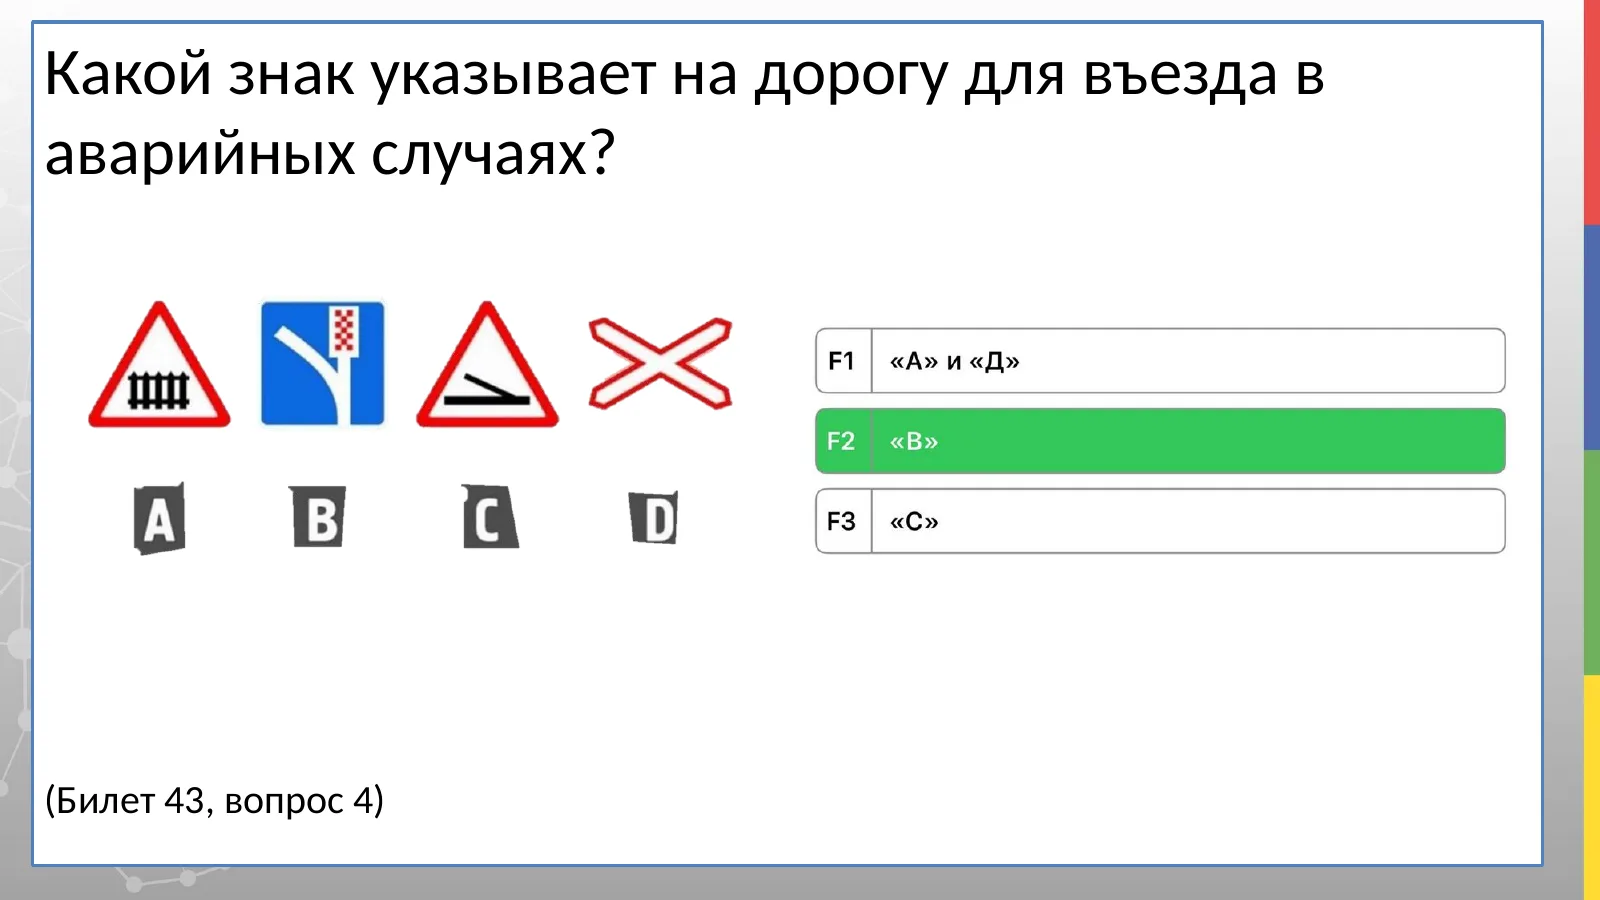 Какой знак указывает на дорогу для въезда в
аварийных случаях?
F1 «А» и «Д»
F2 «В»
F3 «С»
A B C D
(Билет 43, вопрос 4)